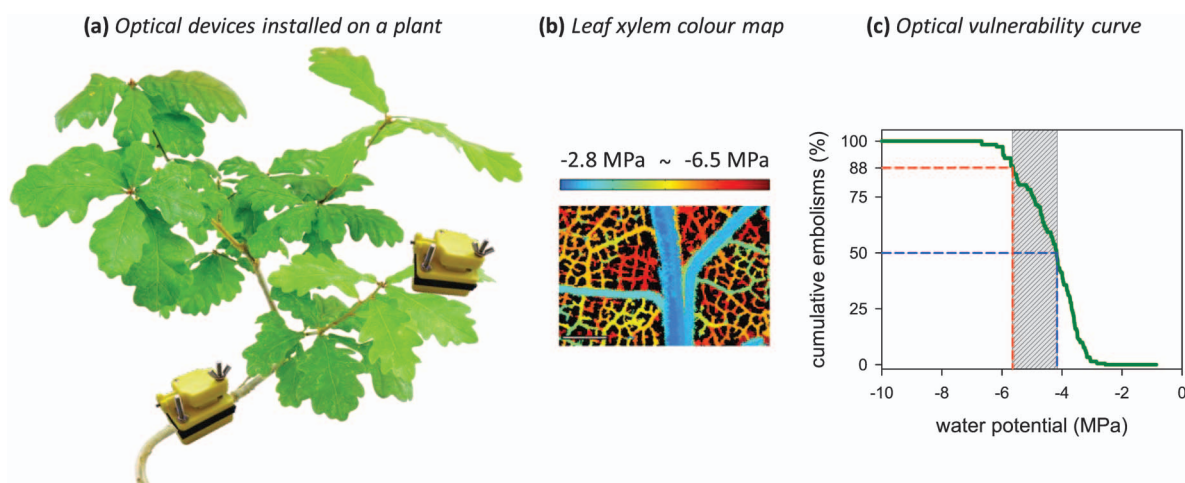 (a) Optical devices installed on a plant
(b) Leaf xylem colour map
(c) Optical vulnerability curve
-2.8 MPa ~ -6.5 MPa
cumulative embolisms (%)
100
88
75
50
25
0
-10 -8 -6 -4 -2 0
water potential (MPa)